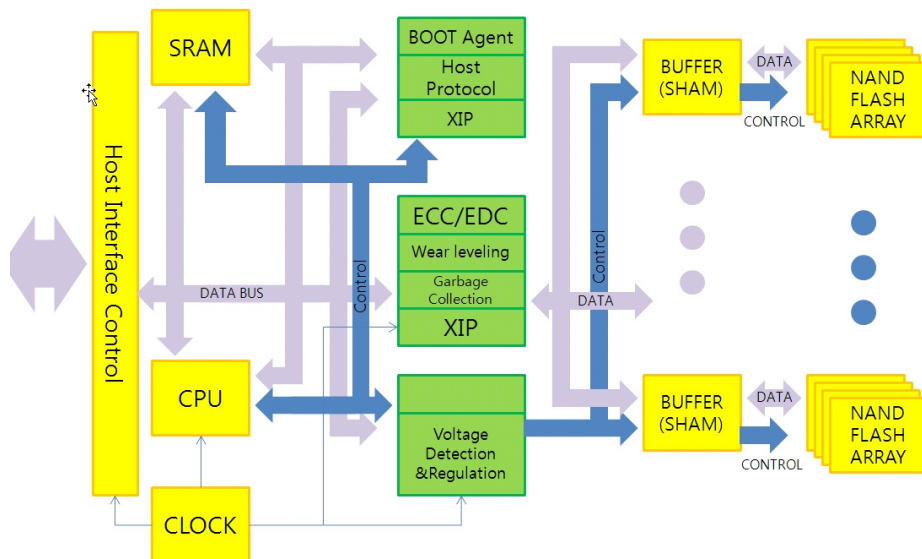 Host Interface Control
SRAM
BOOT Agent
Host
Protocol
XIP
BUFFER
(SHAM)
DATA
CONTROL
NAND
FLASH
ARRAY
ECC/EDC
Wear leveling
Garbage
Collection
XIP
DATA BUS
Control
DATA
Control
CPU
Voltage
Detection
&Regulation
BUFFER
(SHAM)
DATA
CONTROL
NAND
FLASH
ARRAY
CLOCK